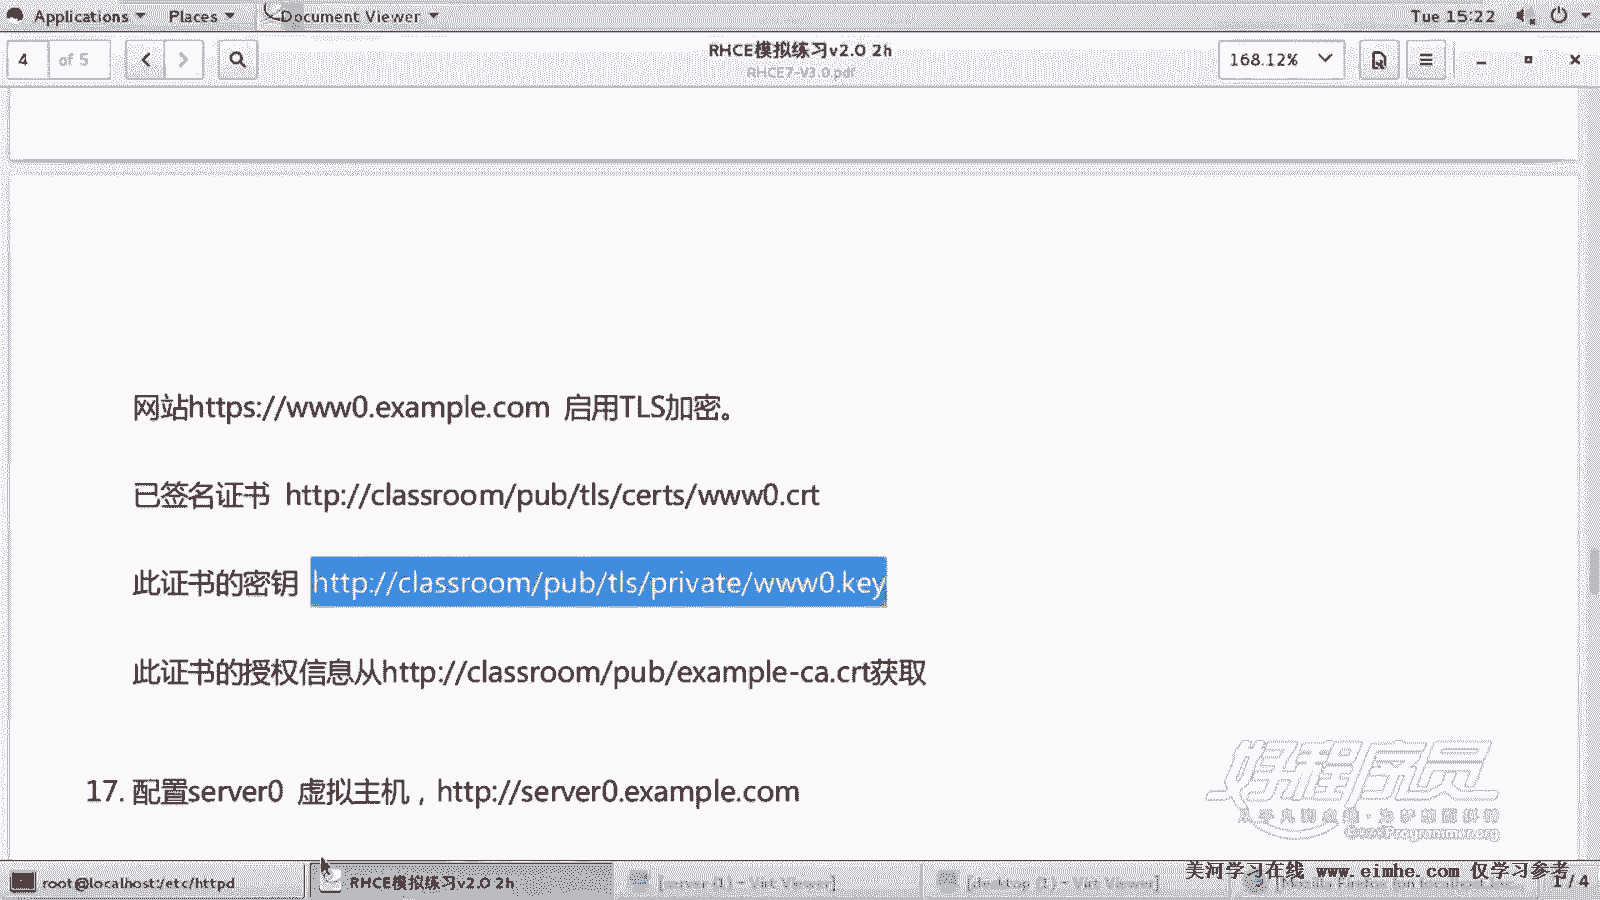 Applications Places Document Viewer Tue 15:22
4 of 5 RHCE模拟练习v2.0 2h 168.12%
RHCE7-V3.0.pdf
网站https://www0.example.com 启用TLS加密。
已签名证书 http://classroom/pub/tls/certs/www0.crt
此证书的密钥 http://classroom/pub/tls/private/www0.key
此证书的授权信息从http://classroom/pub/example-ca.crt获取
17. 配置server0 虚拟主机，http://server0.example.com
好程序员
GoodProgrammer.org
美河学习在线 www.eimhe.com 仅学习参考
root@localhost:/etc/httpd RHCE模拟练习v2.0 2h [server (1) - Virt Viewer] [desktop (1) - Virt Viewer] 1 / 4